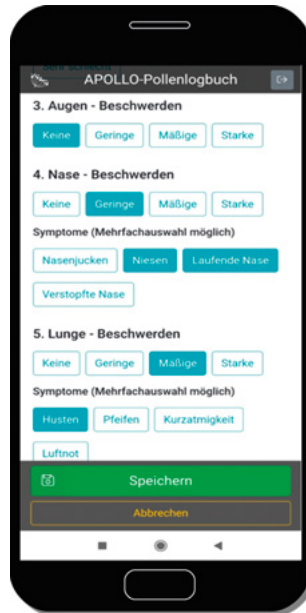 Sehr schlecht
APOLLO-Pollenlogbuch
3. Augen - Beschwerden
Keine Geringe Mäßige Starke
4. Nase - Beschwerden
Keine Geringe Mäßige Starke
Symptome (Mehrfachauswahl möglich)
Nasenjucken Niesen Laufende Nase
Verstopfte Nase
5. Lunge - Beschwerden
Keine Geringe Mäßige Starke
Symptome (Mehrfachauswahl möglich)
Husten Pfeifen Kurzatmigkeit
Luftnot
Speichern
Abbrechen